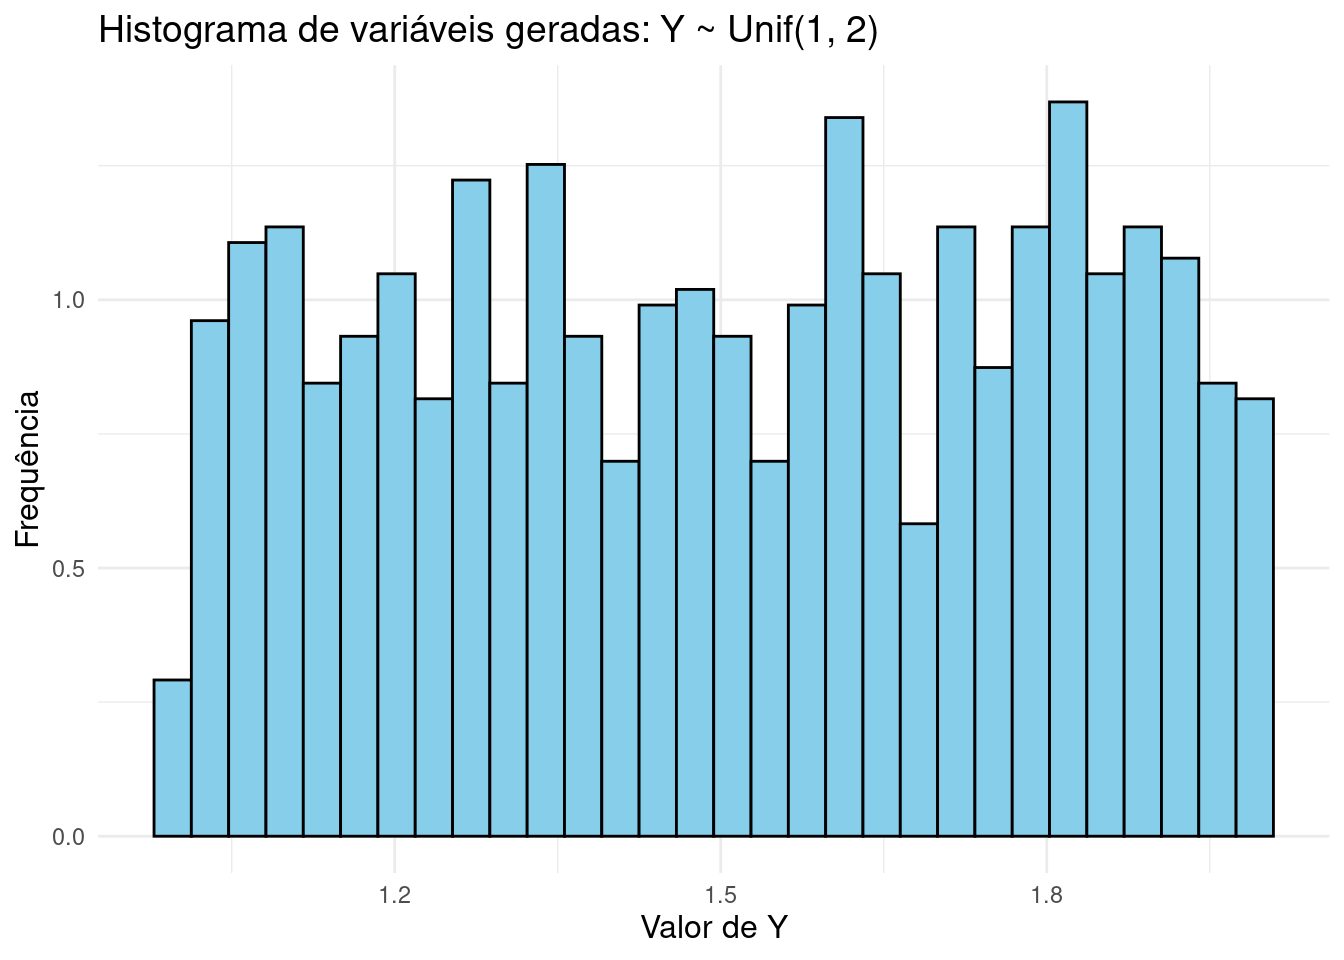 Histograma de variáveis geradas: Y ~ Unif(1, 2)
Frequência
1.0
0.5
0.0
1.2
1.5
1.8
Valor de Y